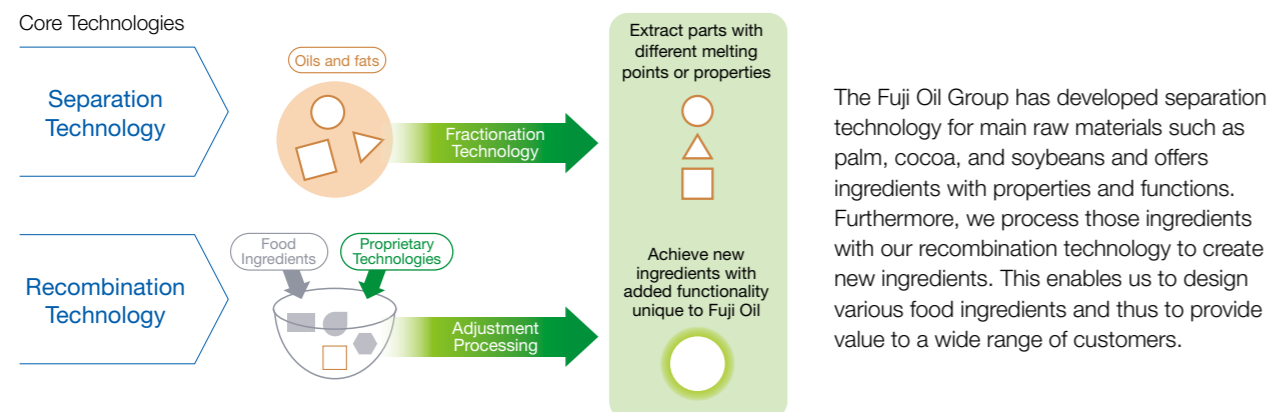 Core Technologies
Separation
Technology
Oils and fats
Fractionation
Technology
Extract parts with
different melting
points or properties
Recombination
Technology
Food
Ingredients
Proprietary
Technologies
Adjustment
Processing
Achieve new
ingredients with
added functionality
unique to Fuji Oil
The Fuji Oil Group has developed separation
technology for main raw materials such as
palm, cocoa, and soybeans and offers
ingredients with properties and functions.
Furthermore, we process those ingredients
with our recombination technology to create
new ingredients. This enables us to design
various food ingredients and thus to provide
value to a wide range of customers.